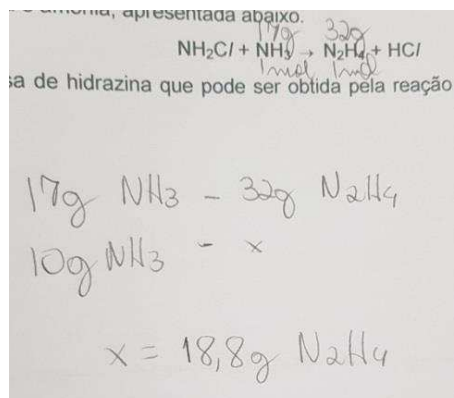 e amônia, apresentada abaixo.
17g 32g
NH2Cl + NH3 → N2H4 + HCl
1mol 1mol
sa de hidrazina que pode ser obtida pela reação
17g NH3 - 32g N2H4
10g NH3 - x
x = 18,8g N2H4